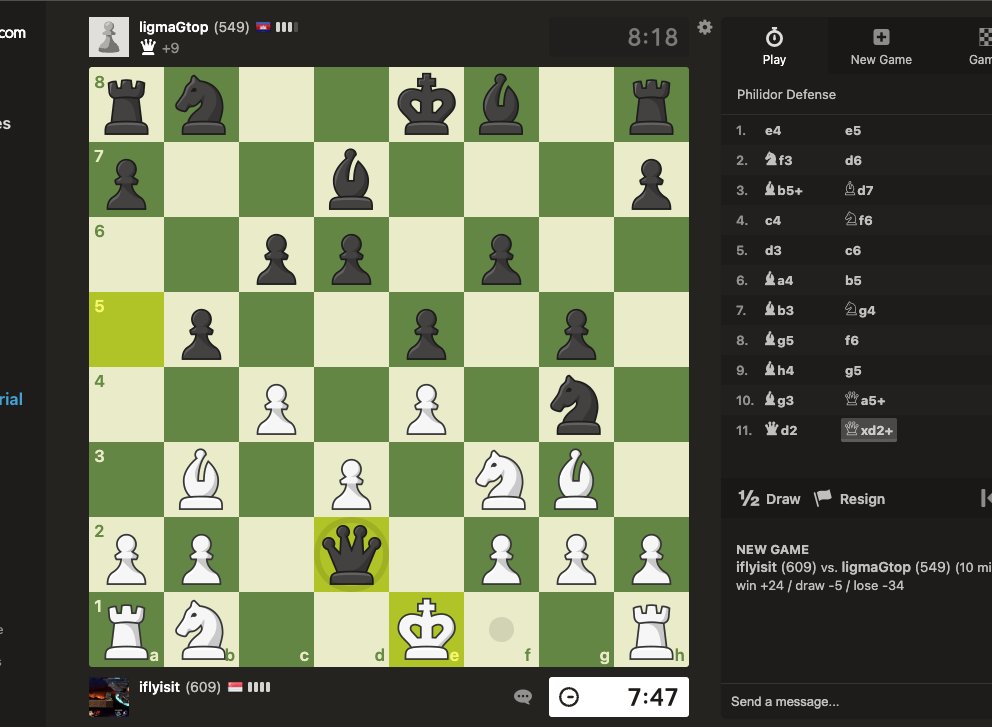 com
ligmaGtop (549)
+9
8:18
Play
New Game
Gam
es
8
Philidor Defense
1. e4 e5
7
2. f3 d6
3. b5+ d7
6
4. c4 f6
5. d3 c6
6. a4 b5
5
7. b3 g4
8. g5 f6
4
9. h4 g5
rial
10. g3 a5+
11. d2 xd2+
3
½ Draw Resign
2
NEW GAME
iflyisit (609) vs. ligmaGtop (549) (10 mi
win +24 / draw -5 / lose -34
1
a b c d e f g h
iflyisit (609)
7:47
Send a message...